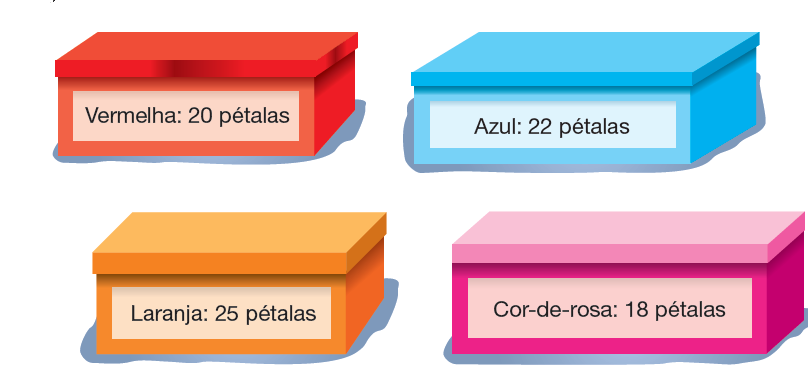 Vermelha: 20 pétalas
Azul: 22 pétalas
Laranja: 25 pétalas
Cor-de-rosa: 18 pétalas